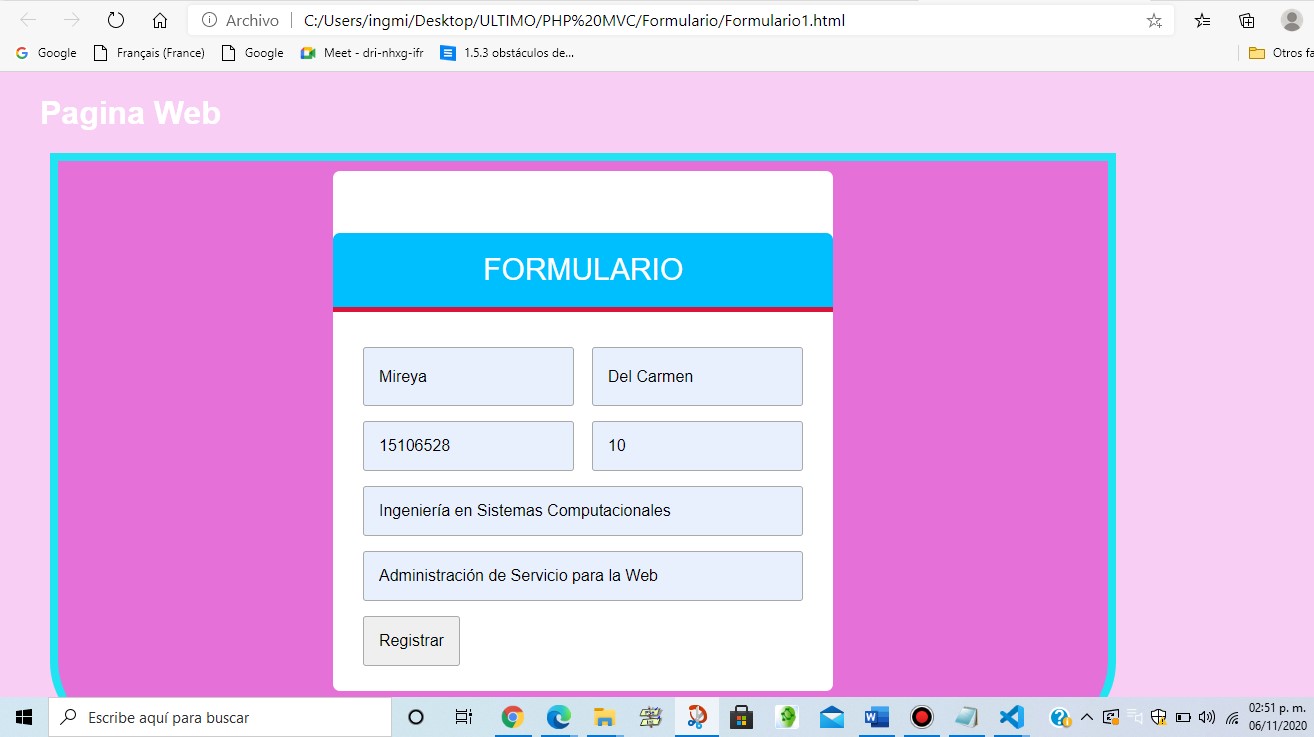 Archivo C:/Users/ingmi/Desktop/ULTIMO/PHP%20MVC/Formulario/Formulario1.html
Google Français (France) Google Meet - dri-nhxg-ifr 1.5.3 obstáculos de... Otros fa
Pagina Web
FORMULARIO
Mireya Del Carmen
15106528 10
Ingeniería en Sistemas Computacionales
Administración de Servicio para la Web
Registrar
Escribe aquí para buscar
02:51 p. m.
06/11/2020